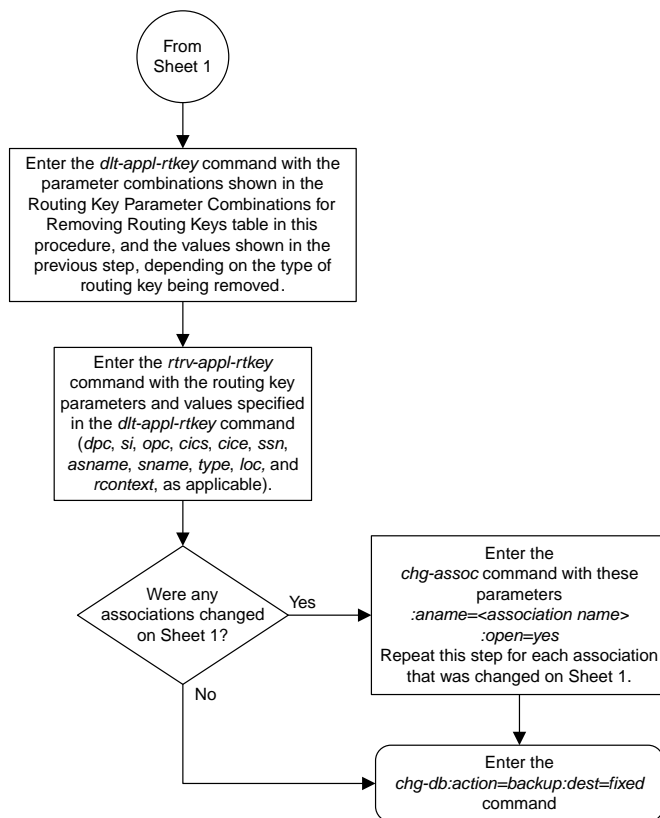 From
Sheet 1
Enter the dlt-appl-rtkey command with the
parameter combinations shown in the
Routing Key Parameter Combinations for
Removing Routing Keys table in this
procedure, and the values shown in the
previous step, depending on the type of
routing key being removed.
Enter the rtrv-appl-rtkey
command with the routing key
parameters and values specified
in the dlt-appl-rtkey command
(dpc, si, opc, cics, cice, ssn,
asname, sname, type, loc, and
rcontext, as applicable).
Were any
associations changed
on Sheet 1?
Yes
No
Enter the
chg-assoc command with these
parameters
:aname=<association name>
:open=yes
Repeat this step for each association
that was changed on Sheet 1.
Enter the
chg-db:action=backup:dest=fixed
command